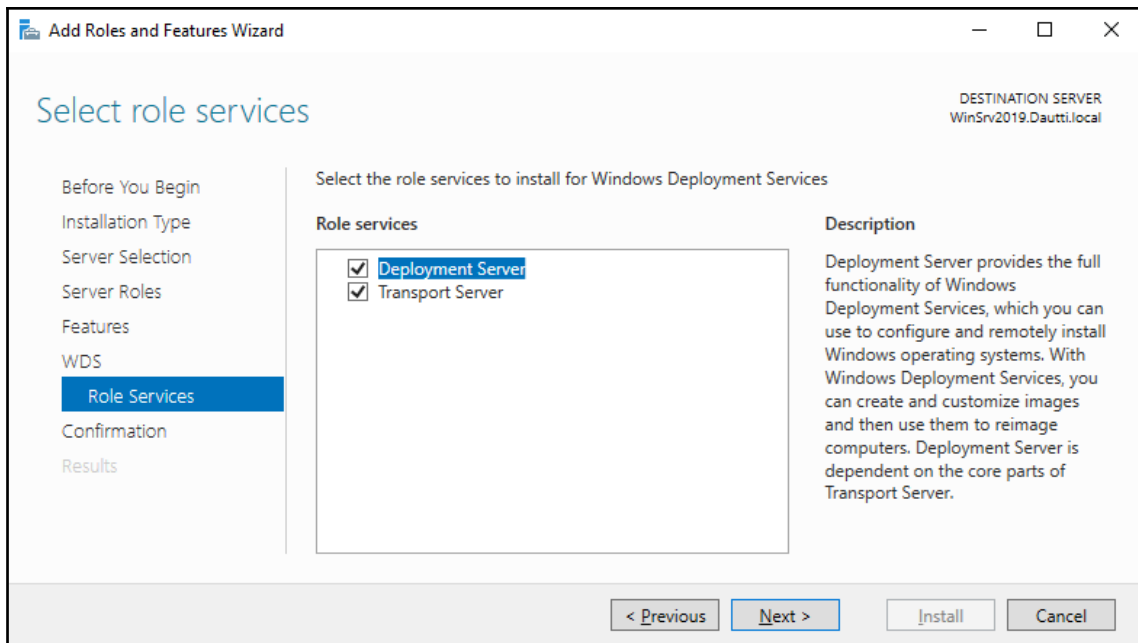 Add Roles and Features Wizard
Select role services
DESTINATION SERVER
WinSrv2019.Dautti.local
Before You Begin
Installation Type
Server Selection
Server Roles
Features
WDS
Role Services
Confirmation
Results
Select the role services to install for Windows Deployment Services
Role services
Deployment Server
Transport Server
Description
Deployment Server provides the full
functionality of Windows
Deployment Services, which you can
use to configure and remotely install
Windows operating systems. With
Windows Deployment Services, you
can create and customize images
and then use them to reimage
computers. Deployment Server is
dependent on the core parts of
Transport Server.
< Previous
Next >
Install
Cancel